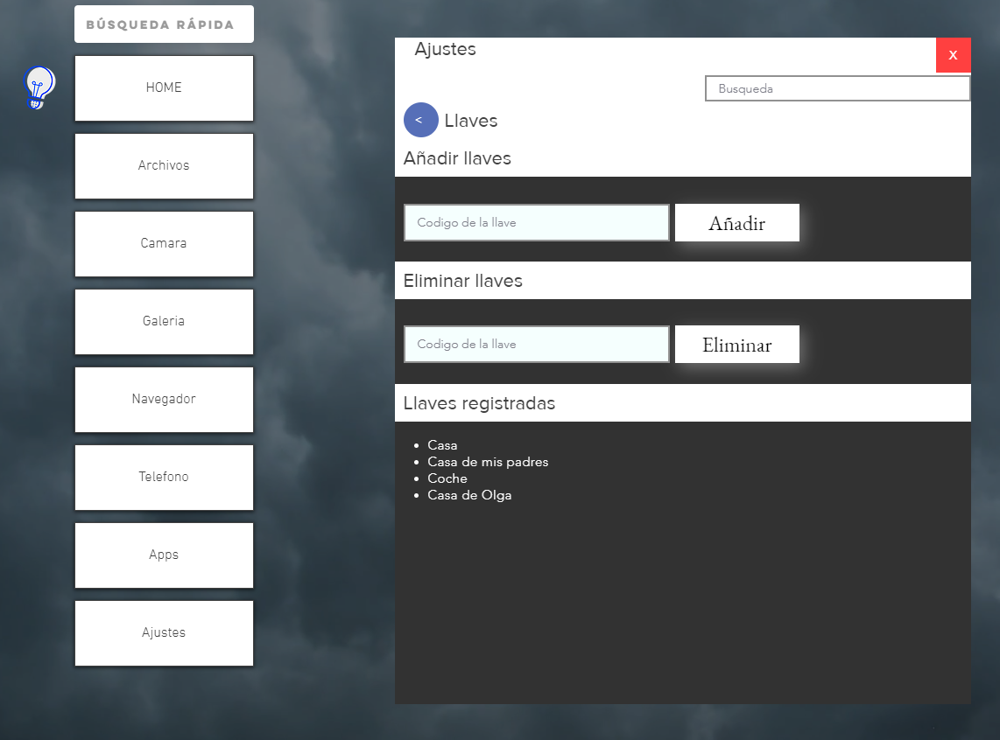 BÚSQUEDA RÁPIDA
HOME
Archivos
Camara
Galeria
Navegador
Telefono
Apps
Ajustes
Ajustes
X
Busqueda
< Llaves
Añadir llaves
Codigo de la llave
Añadir
Eliminar llaves
Codigo de la llave
Eliminar
Llaves registradas
• Casa
• Casa de mis padres
• Coche
• Casa de Olga